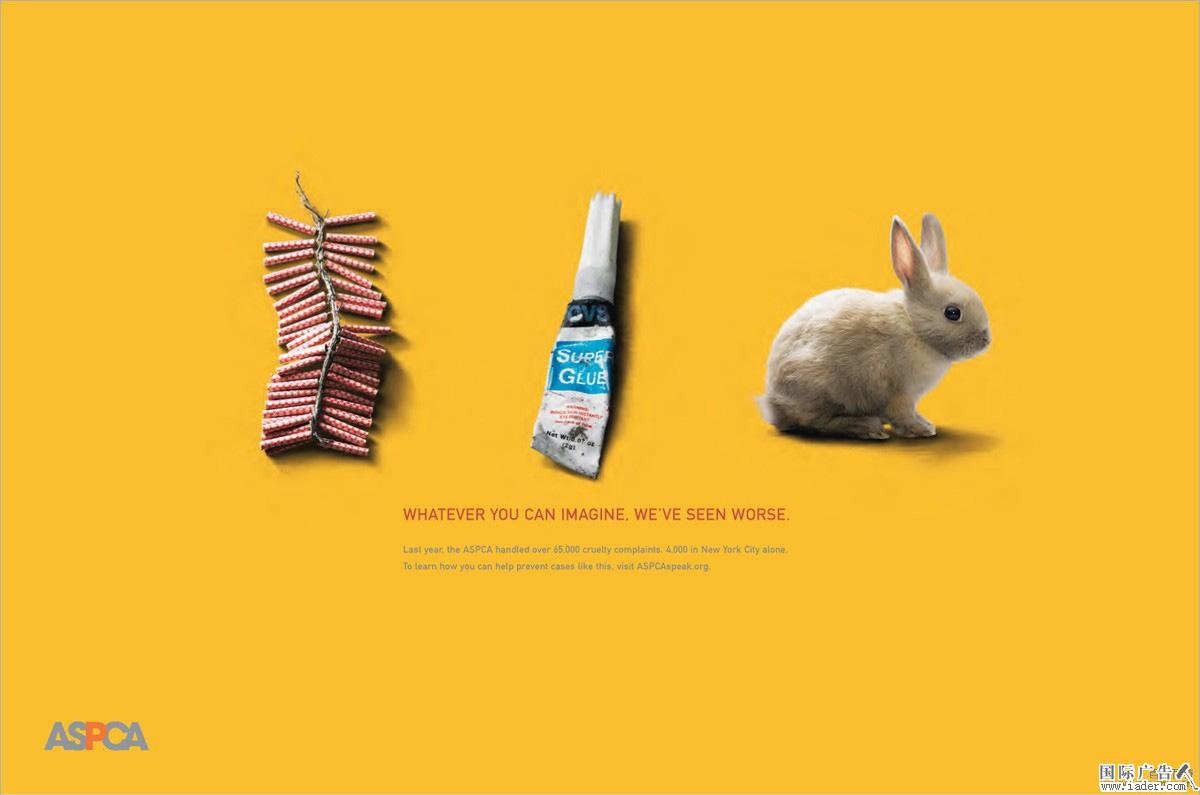 CVS
SUPER
GLUE
WARNING:
Net Wt. 0.07 oz
(2g).
WHATEVER YOU CAN IMAGINE, WE'VE SEEN WORSE.
Last year, the ASPCA handled over 65,000 cruelty complaints. 4,000 in New York City alone.
To learn how you can help prevent cases like this, visit ASPCAspeak.org.
ASPCA
国际广告
www.iader.com